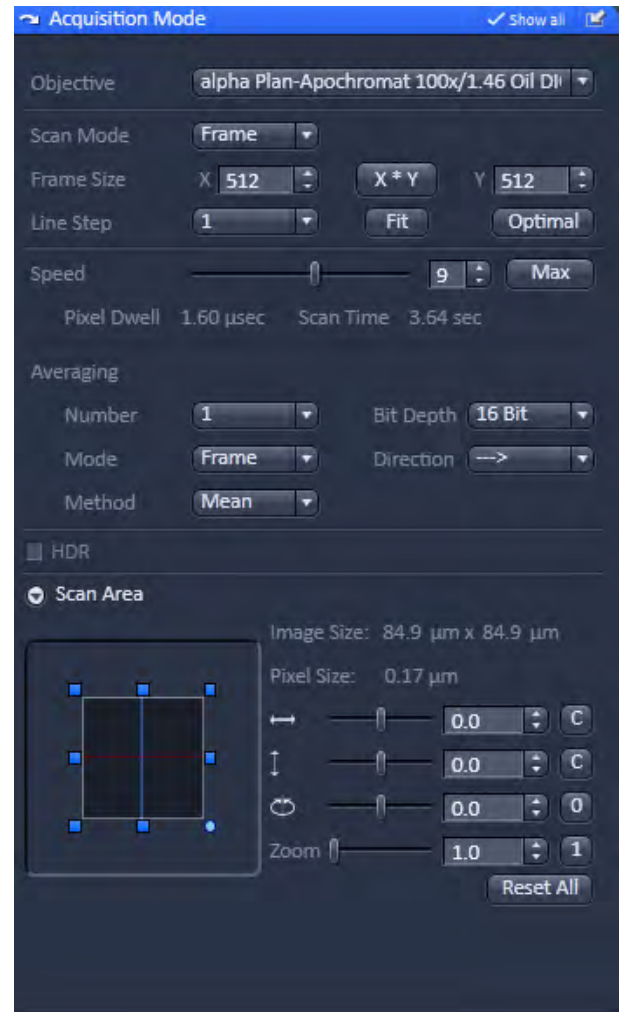 Acquisition Mode Show all
Objective alpha Plan-Apochromat 100x/1.46 Oil DI
Scan Mode Frame
Frame Size X 512 X * Y Y 512
Line Step 1 Fit Optimal
Speed 9 Max
Pixel Dwell 1.60 µsec Scan Time 3.64 sec
Averaging
Number 1 Bit Depth 16 Bit
Mode Frame Direction --->
Method Mean
HDR
Scan Area
Image Size: 84.9 µm x 84.9 µm
Pixel Size: 0.17 µm
0.0 C
0.0 C
0.0 0
Zoom 1.0 1
Reset All